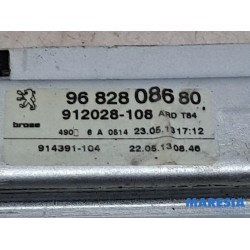 96 828 086 80
912028-108 ARD T84
brose
490 6 A 0514 23.05.13 17:12
914391-104 22.05.13 08.46
MARESIA